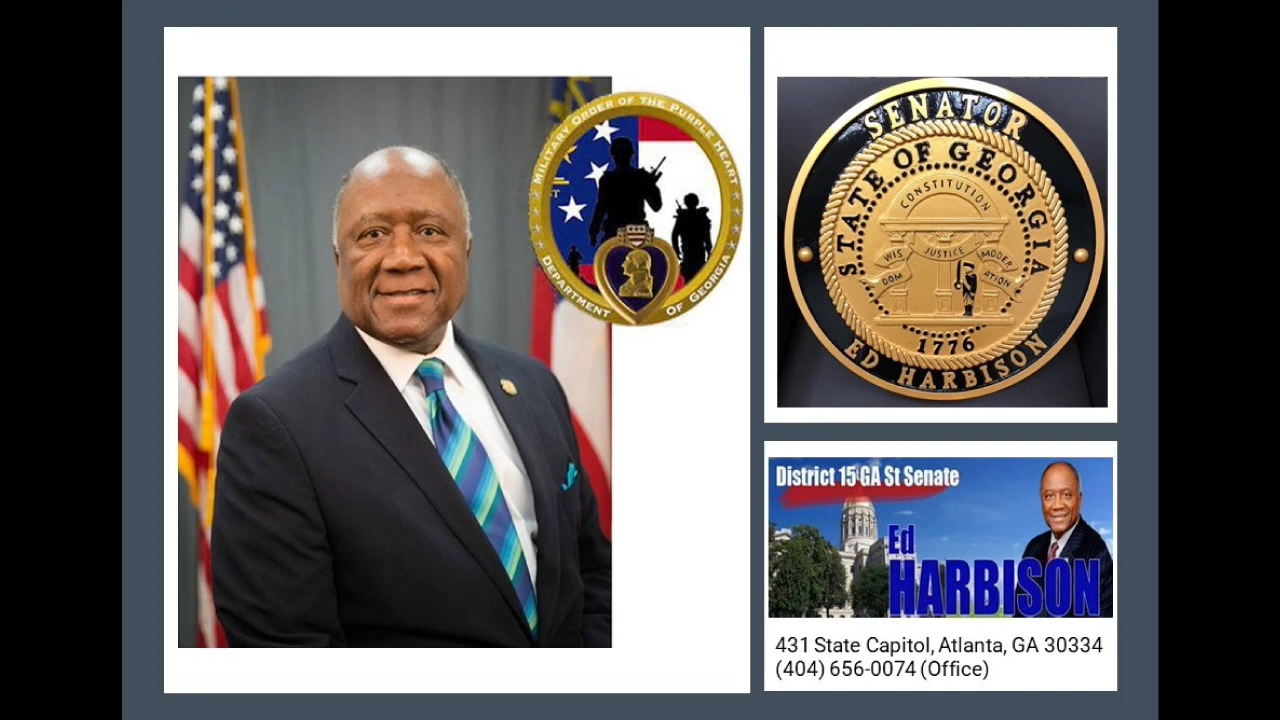 MILITARY ORDER OF THE PURPLE HEART
DEPARTMENT OF GEORGIA
SENATOR
STATE OF GEORGIA
CONSTITUTION
WIS
DOM
JUSTICE
MODER
ATION
1776
ED HARBISON
District 15 GA St Senate
Ed
HARBISON
431 State Capitol, Atlanta, GA 30334
(404) 656-0074 (Office)